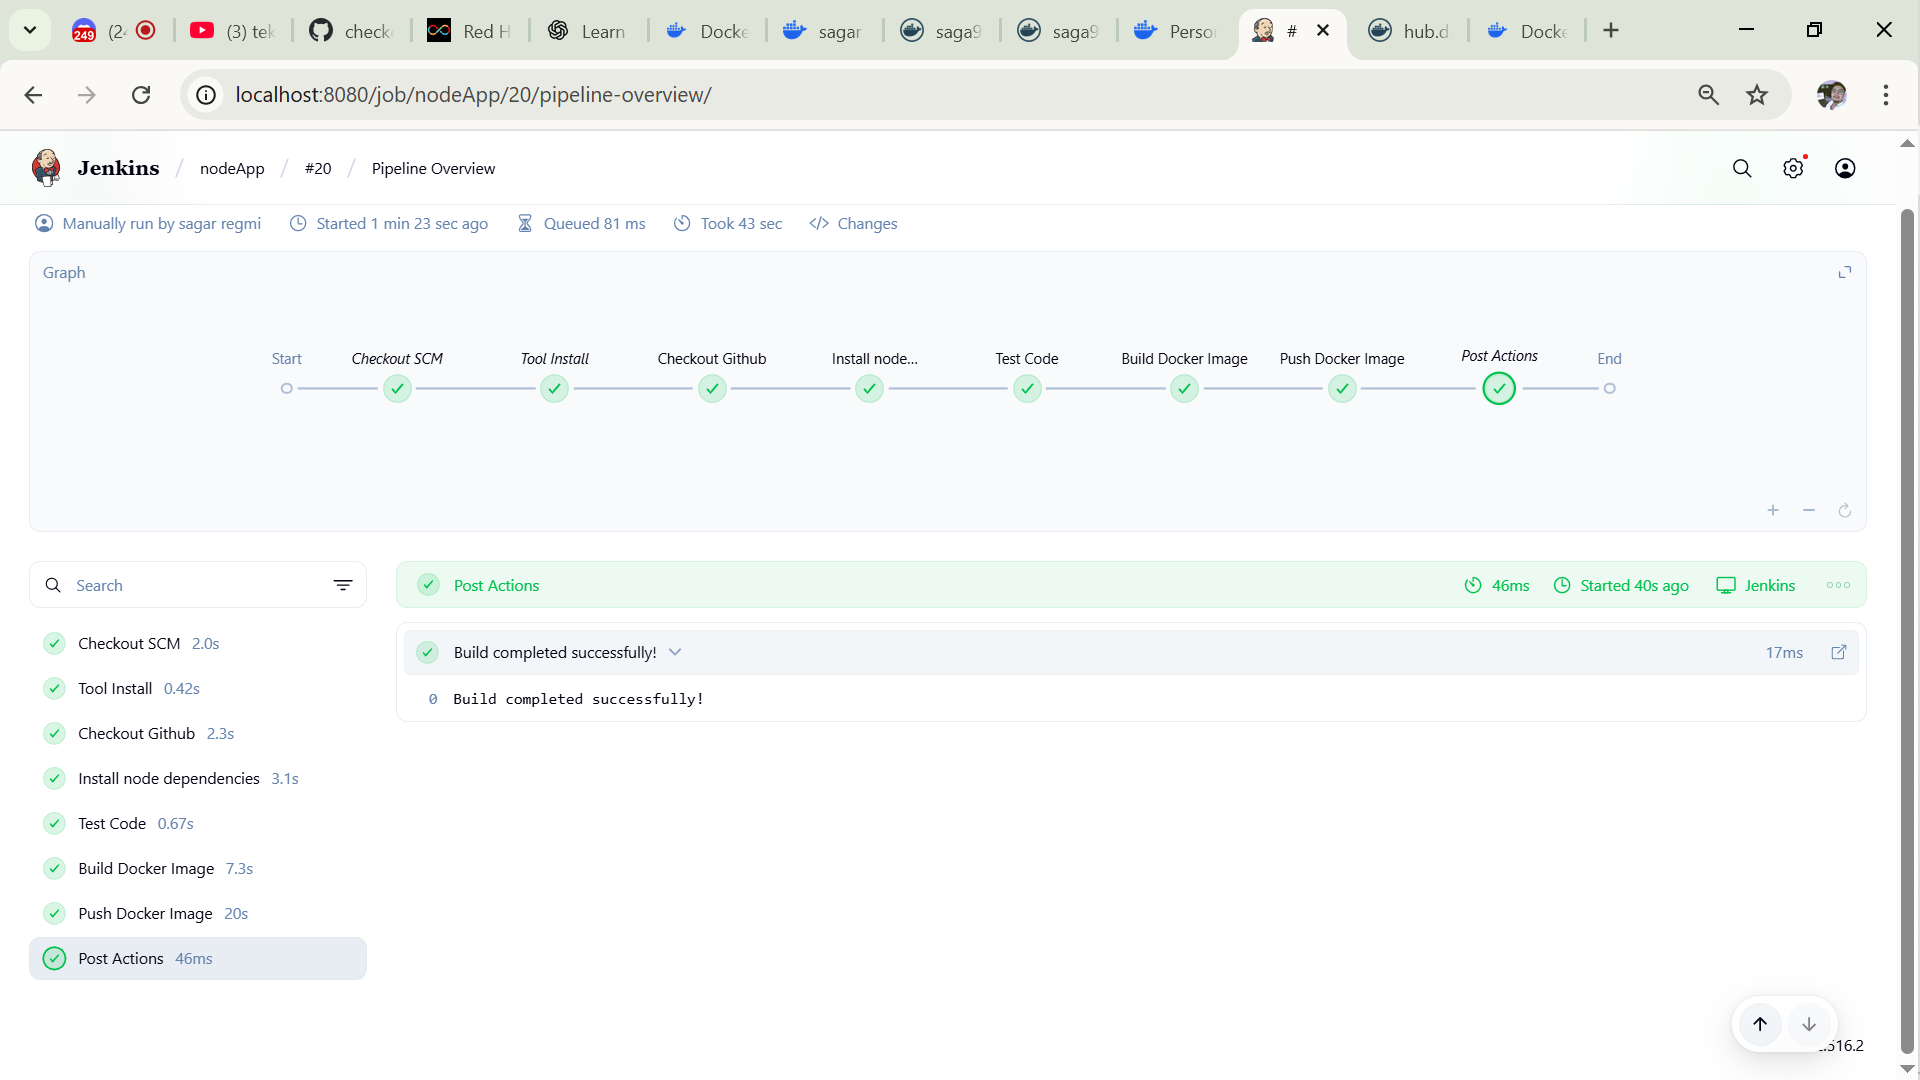 249 (2
(3) tek
checke
Red H
Learn
Docke
sagar
saga9
saga9
Perso
#
hub.d
Docke
localhost:8080/job/nodeApp/20/pipeline-overview/
Jenkins / nodeApp / #20 / Pipeline Overview
Manually run by sagar regmi Started 1 min 23 sec ago Queued 81 ms Took 43 sec </> Changes
Graph
Start Checkout SCM Tool Install Checkout Github Install node... Test Code Build Docker Image Push Docker Image Post Actions End
Search
Post Actions 46ms Started 40s ago Jenkins
Checkout SCM 2.0s
Tool Install 0.42s
Checkout Github 2.3s
Install node dependencies 3.1s
Test Code 0.67s
Build Docker Image 7.3s
Push Docker Image 20s
Post Actions 46ms
Build completed successfully! 17ms
0 Build completed successfully!
.516.2